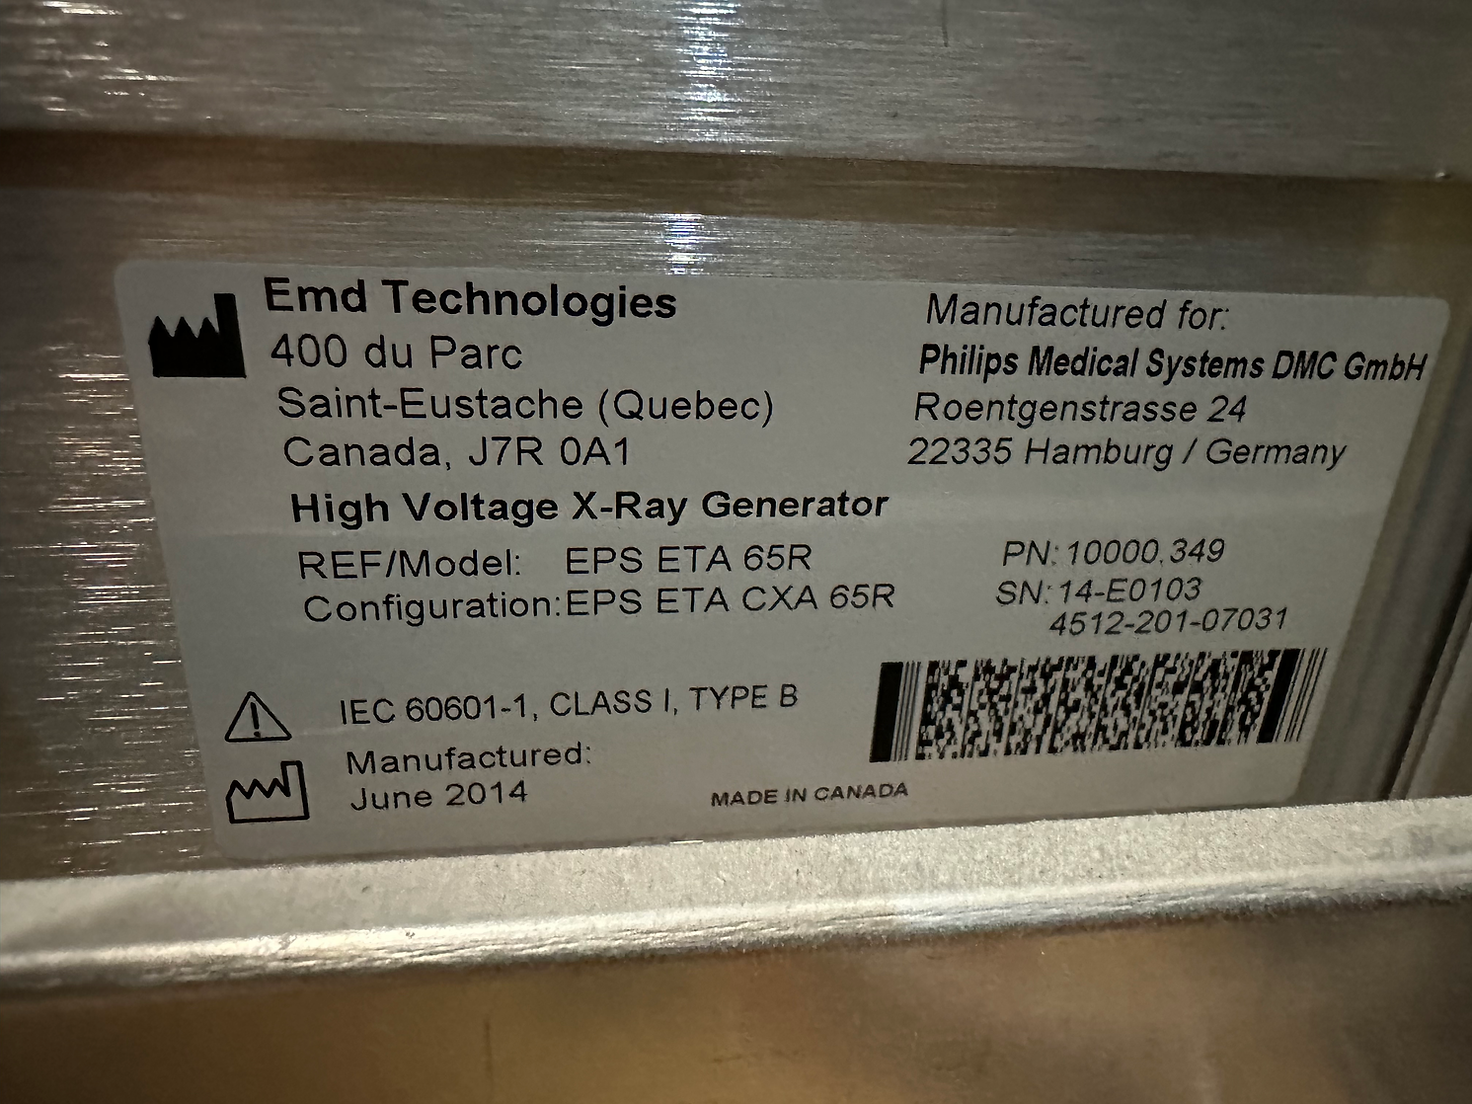 Emd Technologies
400 du Parc
Saint-Eustache (Quebec)
Canada, J7R 0A1
Manufactured for:
Philips Medical Systems DMC GmbH
Roentgenstrasse 24
22335 Hamburg / Germany
High Voltage X-Ray Generator
REF/Model: EPS ETA 65R
Configuration: EPS ETA CXA 65R
PN: 10000.349
SN: 14-E0103
4512-201-07031
IEC 60601-1, CLASS I, TYPE B
Manufactured:
June 2014
MADE IN CANADA